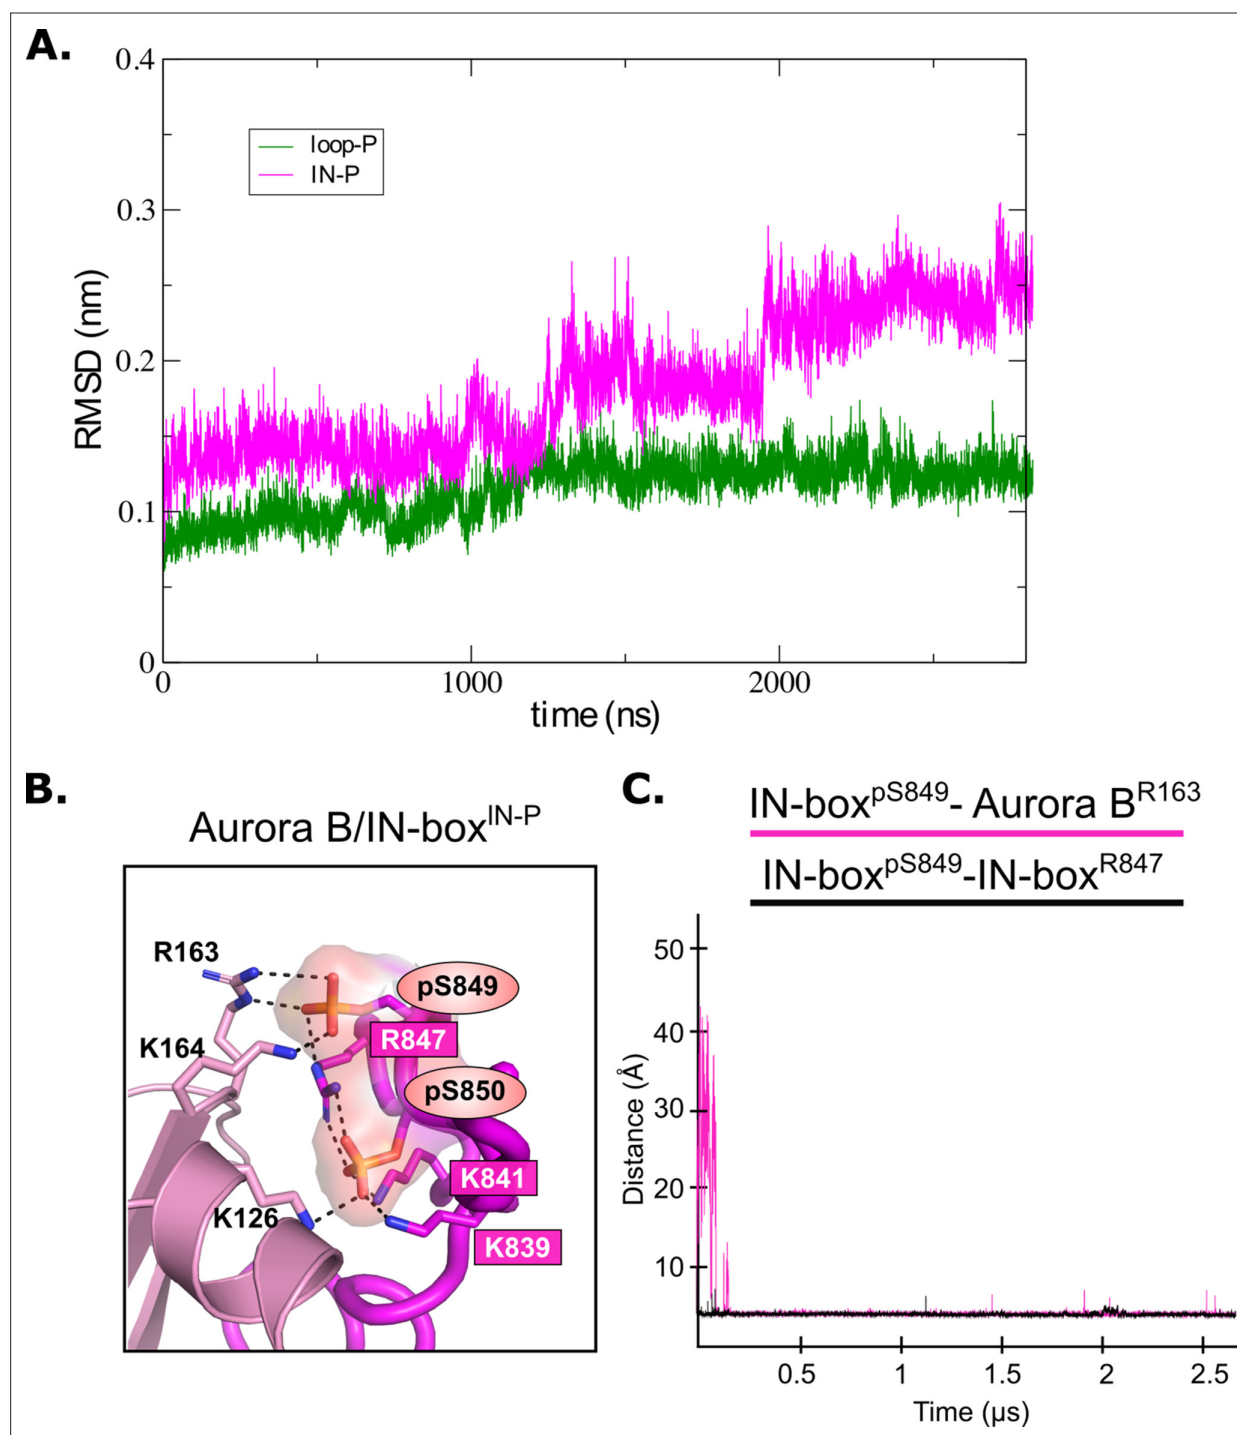 A.
0.4
loop-P
IN-P
0.3
RMSD (nm)
0.2
0.1
0
0
1000
2000
time (ns)
B.
Aurora B/IN-box^IN-P
R163
pS849
R847
K164
pS850
K841
K126
K839
C.
IN-box^pS849- Aurora B^R163
IN-box^pS849-IN-box^R847
50
40
Distance (Å)
30
20
10
0.5
1
1.5
2
2.5
Time (µs)